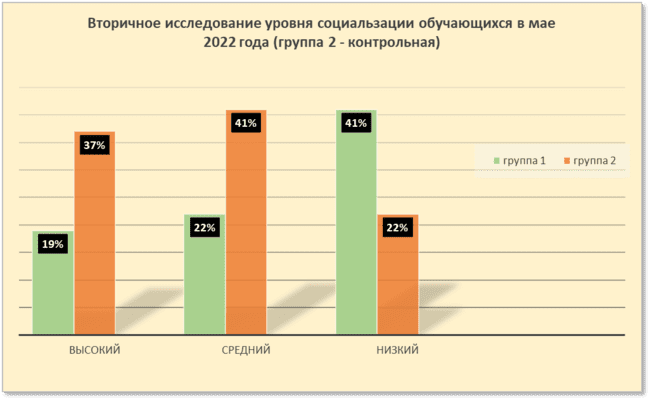 Вторичное исследование уровня социальзации обучающихся в мае
2022 года (группа 2 - контрольная)
41%
41%
37%
группа 1
группа 2
19%
22%
22%
ВЫСОКИЙ
СРЕДНИЙ
НИЗКИЙ